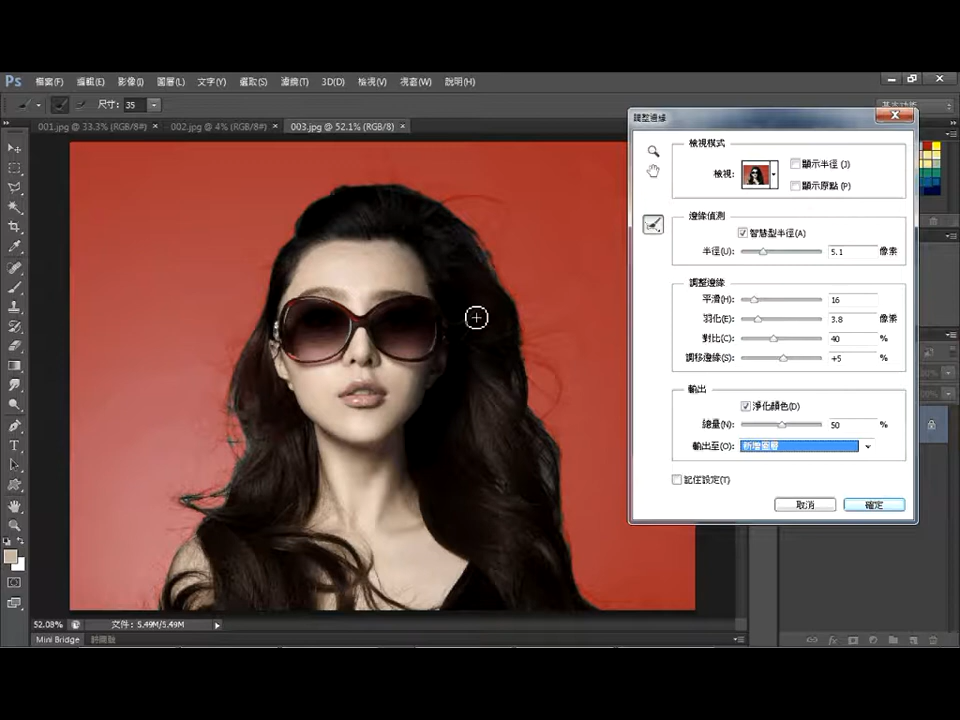 Ps 檔案(F) 編輯(E) 影像(I) 圖層(L) 文字(Y) 選取(S) 濾鏡(T) 3D(D) 檢視(V) 視窗(W) 說明(H)
尺寸: 35 基本功能
001.jpg @ 33.3% (RGB/8#) × 002.jpg @ 4% (RGB/8#) × 003.jpg @ 52.1% (RGB/8) ×
調整邊緣
檢視模式
檢視: 顯示半徑 (J)
顯示原點 (P)
邊緣偵測
智慧型半徑(A)
半徑(U): 5.1 像素
調整邊緣
平滑(H): 16
羽化(E): 3.8 像素
對比(C): 40 %
調移邊緣(S): +5 %
輸出
淨化顏色(D)
總量(N): 50 %
輸出至(O): 新增圖層
記住設定(T)
取消 確定
52.08% 文件: 5.49M/5.49M
Mini Bridge 時間軸